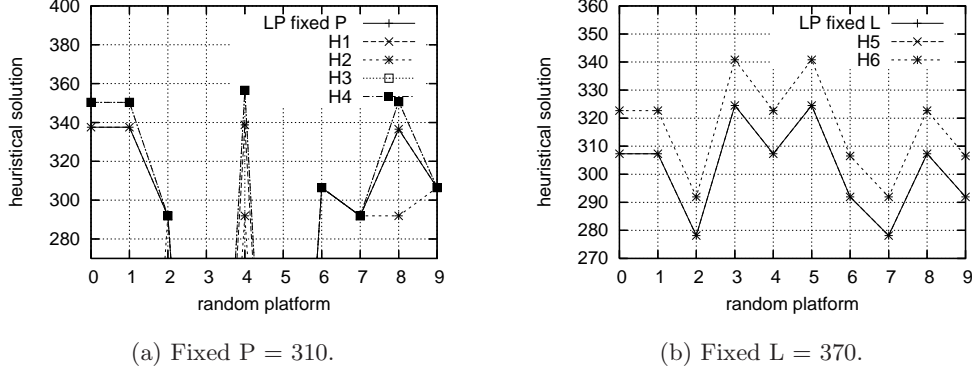 400
380
360
340
320
300
280
0 1 2 3 4 5 6 7 8 9
heuristical solution
random platform
LP fixed P
H1
H2
H3
H4
(a) Fixed P = 310.
360
350
340
330
320
310
300
290
280
270
0 1 2 3 4 5 6 7 8 9
heuristical solution
random platform
LP fixed L
H5
H6
(b) Fixed L = 370.